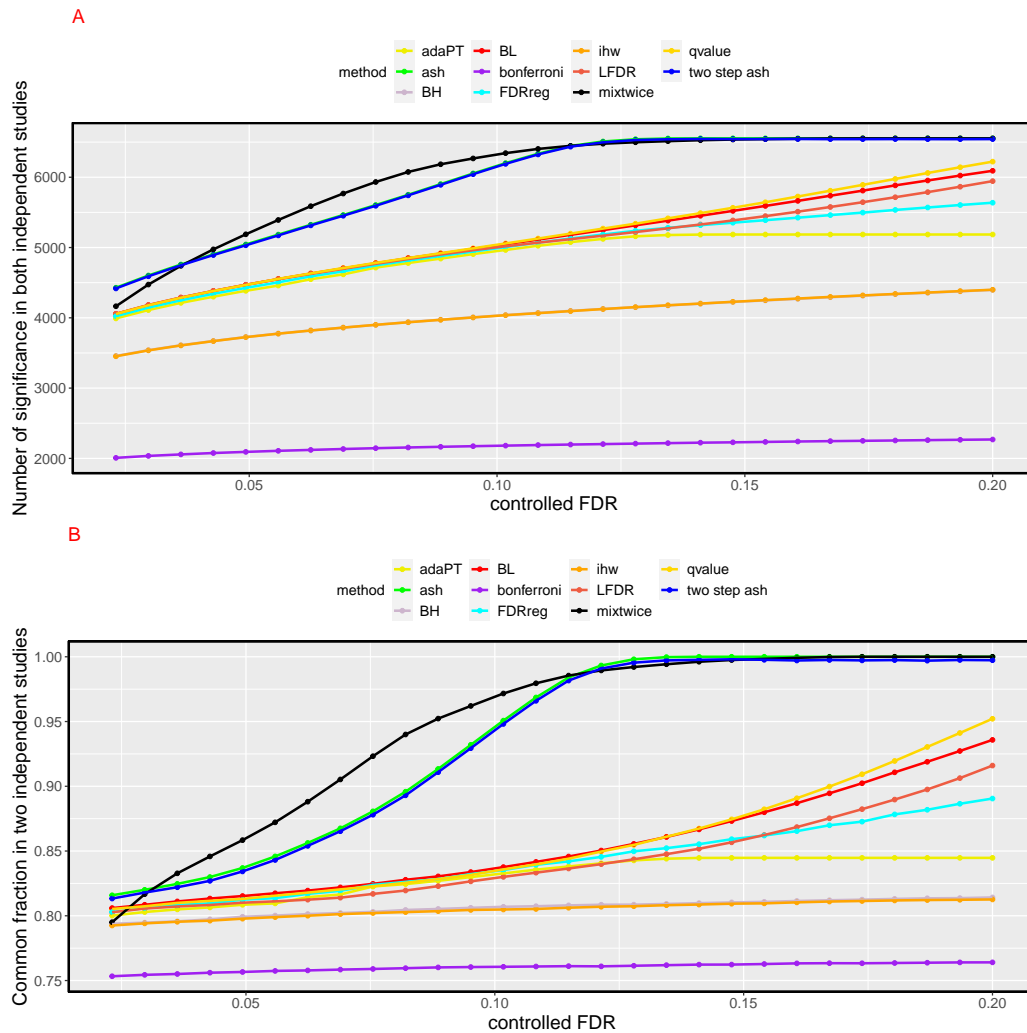 A
method
adaPT BL ihw qvalue
ash bonferroni LFDR two step ash
BH FDRreg mixtwice
Number of significance in both independent studies
6000
5000
4000
3000
2000
0.05 0.10 0.15 0.20
controlled FDR
B
method
adaPT BL ihw qvalue
ash bonferroni LFDR two step ash
BH FDRreg mixtwice
Common fraction in two independent studies
1.00
0.95
0.90
0.85
0.80
0.75
0.05 0.10 0.15 0.20
controlled FDR